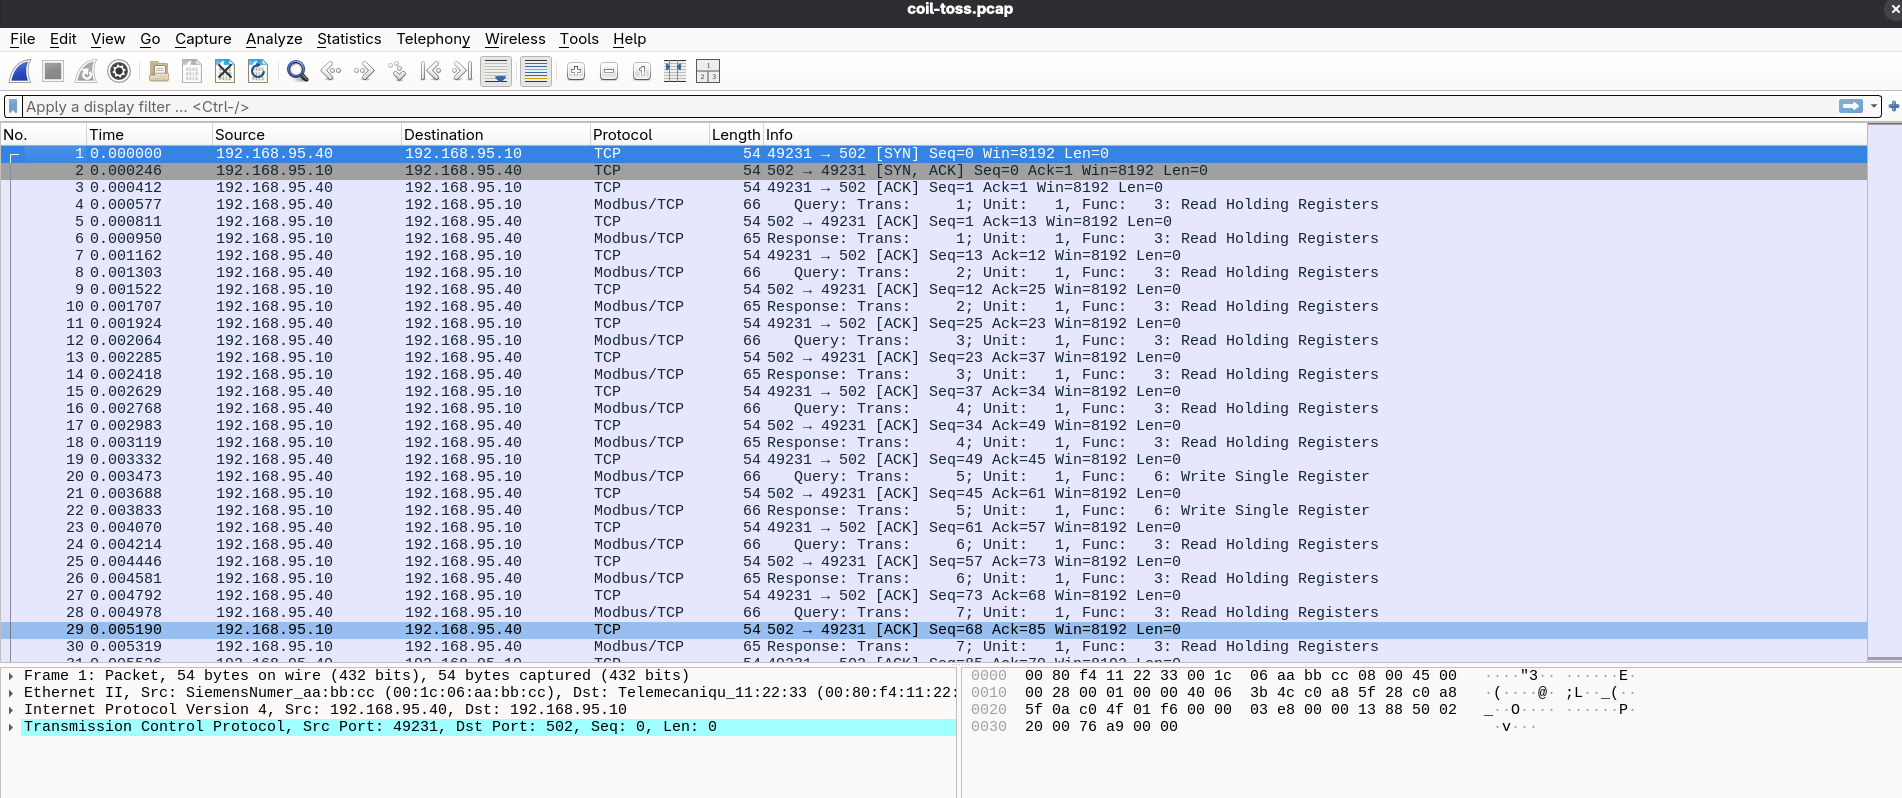 coil-toss.pcap
File Edit View Go Capture Analyze Statistics Telephony Wireless Tools Help
Apply a display filter ... <Ctrl-/>
No. Time Source Destination Protocol Length Info
1 0.000000 192.168.95.40 192.168.95.10 TCP 54 49231 → 502 [SYN] Seq=0 Win=8192 Len=0
2 0.000246 192.168.95.10 192.168.95.40 TCP 54 502 → 49231 [SYN, ACK] Seq=0 Ack=1 Win=8192 Len=0
3 0.000412 192.168.95.40 192.168.95.10 TCP 54 49231 → 502 [ACK] Seq=1 Ack=1 Win=8192 Len=0
4 0.000577 192.168.95.40 192.168.95.10 Modbus/TCP 66 Query: Trans: 1; Unit: 1, Func: 3: Read Holding Registers
5 0.000811 192.168.95.10 192.168.95.40 TCP 54 502 → 49231 [ACK] Seq=1 Ack=13 Win=8192 Len=0
6 0.000950 192.168.95.10 192.168.95.40 Modbus/TCP 65 Response: Trans: 1; Unit: 1, Func: 3: Read Holding Registers
7 0.001162 192.168.95.40 192.168.95.10 TCP 54 49231 → 502 [ACK] Seq=13 Ack=12 Win=8192 Len=0
8 0.001303 192.168.95.40 192.168.95.10 Modbus/TCP 66 Query: Trans: 2; Unit: 1, Func: 3: Read Holding Registers
9 0.001522 192.168.95.10 192.168.95.40 TCP 54 502 → 49231 [ACK] Seq=12 Ack=25 Win=8192 Len=0
10 0.001707 192.168.95.10 192.168.95.40 Modbus/TCP 65 Response: Trans: 2; Unit: 1, Func: 3: Read Holding Registers
11 0.001924 192.168.95.40 192.168.95.10 TCP 54 49231 → 502 [ACK] Seq=25 Ack=23 Win=8192 Len=0
12 0.002064 192.168.95.40 192.168.95.10 Modbus/TCP 66 Query: Trans: 3; Unit: 1, Func: 3: Read Holding Registers
13 0.002285 192.168.95.10 192.168.95.40 TCP 54 502 → 49231 [ACK] Seq=23 Ack=37 Win=8192 Len=0
14 0.002418 192.168.95.10 192.168.95.40 Modbus/TCP 65 Response: Trans: 3; Unit: 1, Func: 3: Read Holding Registers
15 0.002629 192.168.95.40 192.168.95.10 TCP 54 49231 → 502 [ACK] Seq=37 Ack=34 Win=8192 Len=0
16 0.002768 192.168.95.40 192.168.95.10 Modbus/TCP 66 Query: Trans: 4; Unit: 1, Func: 3: Read Holding Registers
17 0.002983 192.168.95.10 192.168.95.40 TCP 54 502 → 49231 [ACK] Seq=34 Ack=49 Win=8192 Len=0
18 0.003119 192.168.95.10 192.168.95.40 Modbus/TCP 65 Response: Trans: 4; Unit: 1, Func: 3: Read Holding Registers
19 0.003332 192.168.95.40 192.168.95.10 TCP 54 49231 → 502 [ACK] Seq=49 Ack=45 Win=8192 Len=0
20 0.003473 192.168.95.40 192.168.95.10 Modbus/TCP 66 Query: Trans: 5; Unit: 1, Func: 6: Write Single Register
21 0.003688 192.168.95.10 192.168.95.40 TCP 54 502 → 49231 [ACK] Seq=45 Ack=61 Win=8192 Len=0
22 0.003833 192.168.95.10 192.168.95.40 Modbus/TCP 66 Response: Trans: 5; Unit: 1, Func: 6: Write Single Register
23 0.004070 192.168.95.40 192.168.95.10 TCP 54 49231 → 502 [ACK] Seq=61 Ack=57 Win=8192 Len=0
24 0.004214 192.168.95.40 192.168.95.10 Modbus/TCP 66 Query: Trans: 6; Unit: 1, Func: 3: Read Holding Registers
25 0.004446 192.168.95.10 192.168.95.40 TCP 54 502 → 49231 [ACK] Seq=57 Ack=73 Win=8192 Len=0
26 0.004581 192.168.95.10 192.168.95.40 Modbus/TCP 65 Response: Trans: 6; Unit: 1, Func: 3: Read Holding Registers
27 0.004792 192.168.95.40 192.168.95.10 TCP 54 49231 → 502 [ACK] Seq=73 Ack=68 Win=8192 Len=0
28 0.004978 192.168.95.40 192.168.95.10 Modbus/TCP 66 Query: Trans: 7; Unit: 1, Func: 3: Read Holding Registers
29 0.005190 192.168.95.10 192.168.95.40 TCP 54 502 → 49231 [ACK] Seq=68 Ack=85 Win=8192 Len=0
30 0.005319 192.168.95.10 192.168.95.40 Modbus/TCP 65 Response: Trans: 7; Unit: 1, Func: 3: Read Holding Registers
Frame 1: Packet, 54 bytes on wire (432 bits), 54 bytes captured (432 bits)
Ethernet II, Src: SiemensNumer_aa:bb:cc (00:1c:06:aa:bb:cc), Dst: Telemecaniqu_11:22:33 (00:80:f4:11:22:
Internet Protocol Version 4, Src: 192.168.95.40, Dst: 192.168.95.10
Transmission Control Protocol, Src Port: 49231, Dst Port: 502, Seq: 0, Len: 0
0000 00 80 f4 11 22 33 00 1c 06 aa bb cc 08 00 45 00 ····"3·· ······E·
0010 00 28 00 01 00 00 40 06 3b 4c c0 a8 5f 28 c0 a8 ·(····@· ;L··_(··
0020 5f 0a c0 4f 01 f6 00 00 03 e8 00 00 13 88 50 02 _··O···· ······P·
0030 20 00 76 a9 00 00 ·v···